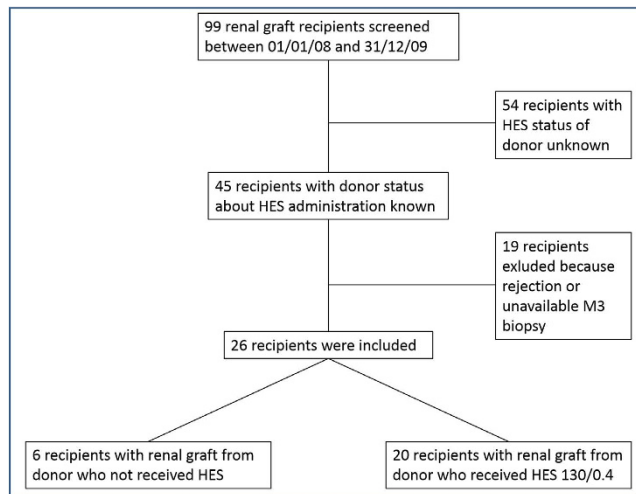 99 renal graft recipients screened
between 01/01/08 and 31/12/09
54 recipients with
HES status of
donor unknown
45 recipients with donor status
about HES administration known
19 recipients
exluded because
rejection or
unavailable M3
biopsy
26 recipients were included
6 recipients with renal graft from
donor who not received HES
20 recipients with renal graft from
donor who received HES 130/0.4